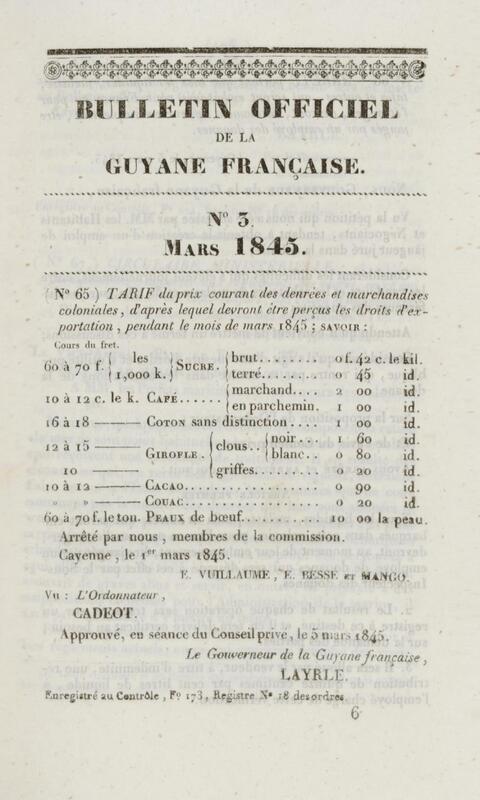 BULLETIN OFFICIEL
DE LA
GUYANE FRANÇAISE.
N° 3.
MARS 1845.
(N° 65) TARIF du prix courant des denrées et marchandises
coloniales, d'après lequel devront être perçus les droits d'ex-
portation, pendant le mois de mars 1845; SAVOIR:
Cours du fret.
60 à 70 f. { les 1,000 k. } SUCRE. { brut........ 0 f. 42 c. le kil.
terré........ 0 45 id.
10 à 12 c. le k. CAFÉ...... { marchand.... 2 00 id.
en parchemin. 1 00 id.
16 à 18 ——— COTON sans distinction.... 1 00 id.
12 à 15 ——— GIROFLE. { clous.. { noir... 1 60 id.
blanc.. 0 80 id.
10 ——— griffes......... 0 20 id.
10 à 12 ——— CACAO.................. 0 90 id.
» » ——— COUAC.................. 0 20 id.
60 à 70 f. le ton. PEAUX de bœuf........... 10 00 la peau.
Arrêté par nous, membres de la commission.
Cayenne, le 1er mars 1845.
E. VUILLAUME, E. BESSE et MANGO.
Vu: L'Ordonnateur,
CADEOT.
Approuvé, en séance du Conseil privé, le 5 mars 1845.
Le Gouverneur de la Guyane française,
LAYRLE.
Enregistré au Contrôle, F° 173, Registre N° 18 des ordres.
6